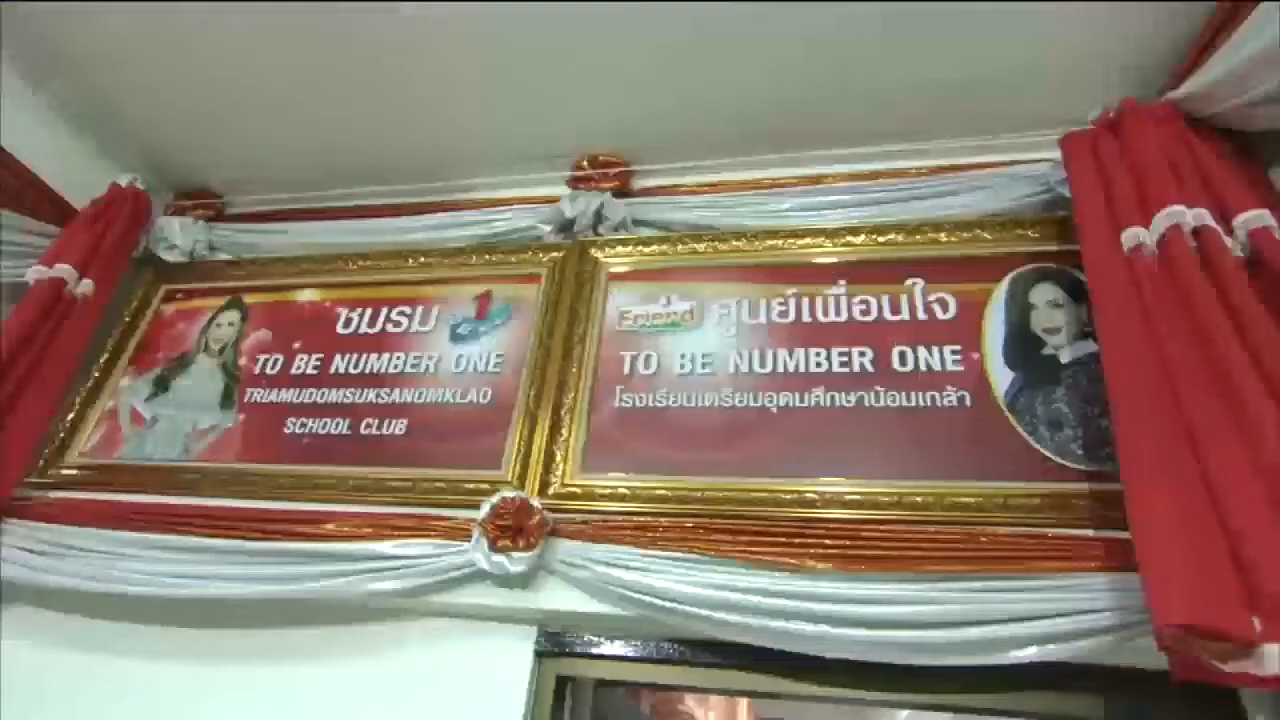 ชมรม
TO BE NUMBER ONE
TRIAMUDOMSUKSANOMKLAO
SCHOOL CLUB
Friend ศูนย์เพื่อนใจ
TO BE NUMBER ONE
โรงเรียนเตรียมอุดมศึกษาน้อมเกล้า